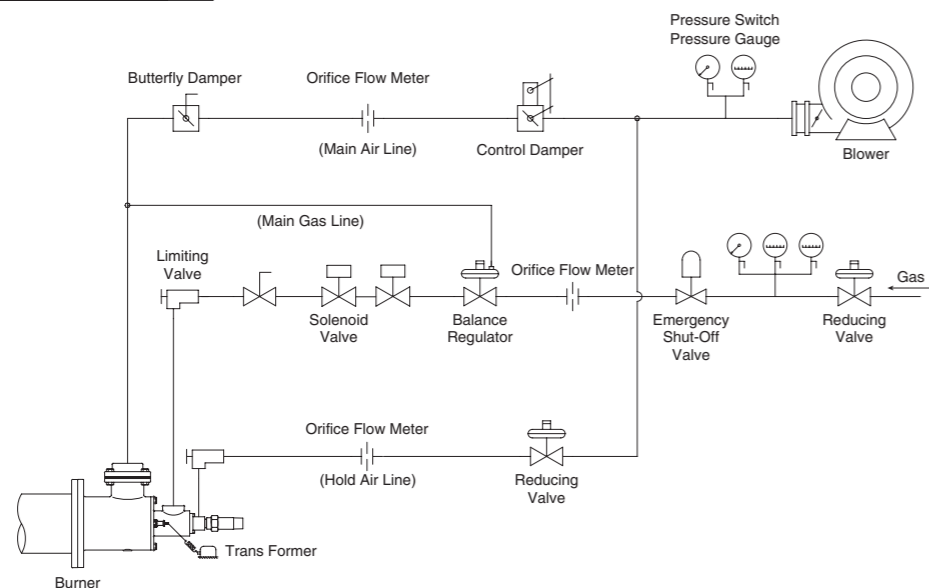 Pressure Switch
Pressure Gauge
Butterfly Damper
Orifice Flow Meter
(Main Air Line)
Control Damper
Blower
(Main Gas Line)
Limiting
Valve
Orifice Flow Meter
Gas
Solenoid
Valve
Balance
Regulator
Emergency
Shut-Off
Valve
Reducing
Valve
Orifice Flow Meter
(Hold Air Line)
Reducing
Valve
Trans Former
Burner